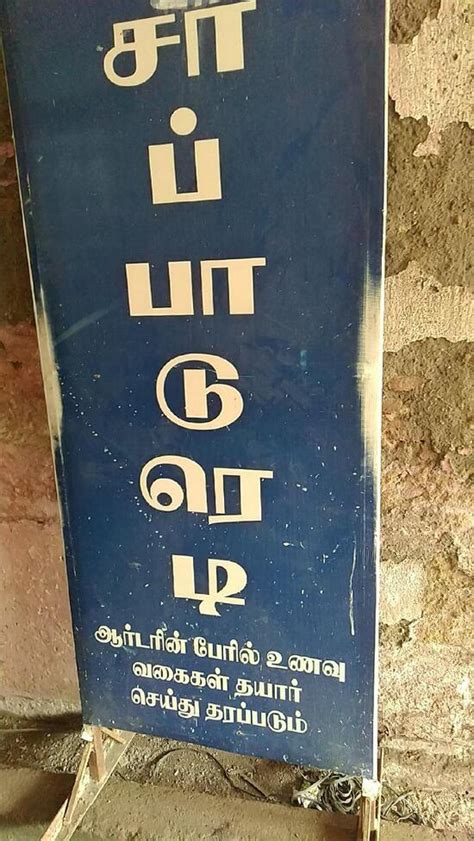 சா
ப்
பா
டு
ரெ
டி
ஆர்டரின் பேரில் உணவு
வகைகள் தயார்
செய்து தரப்படும்